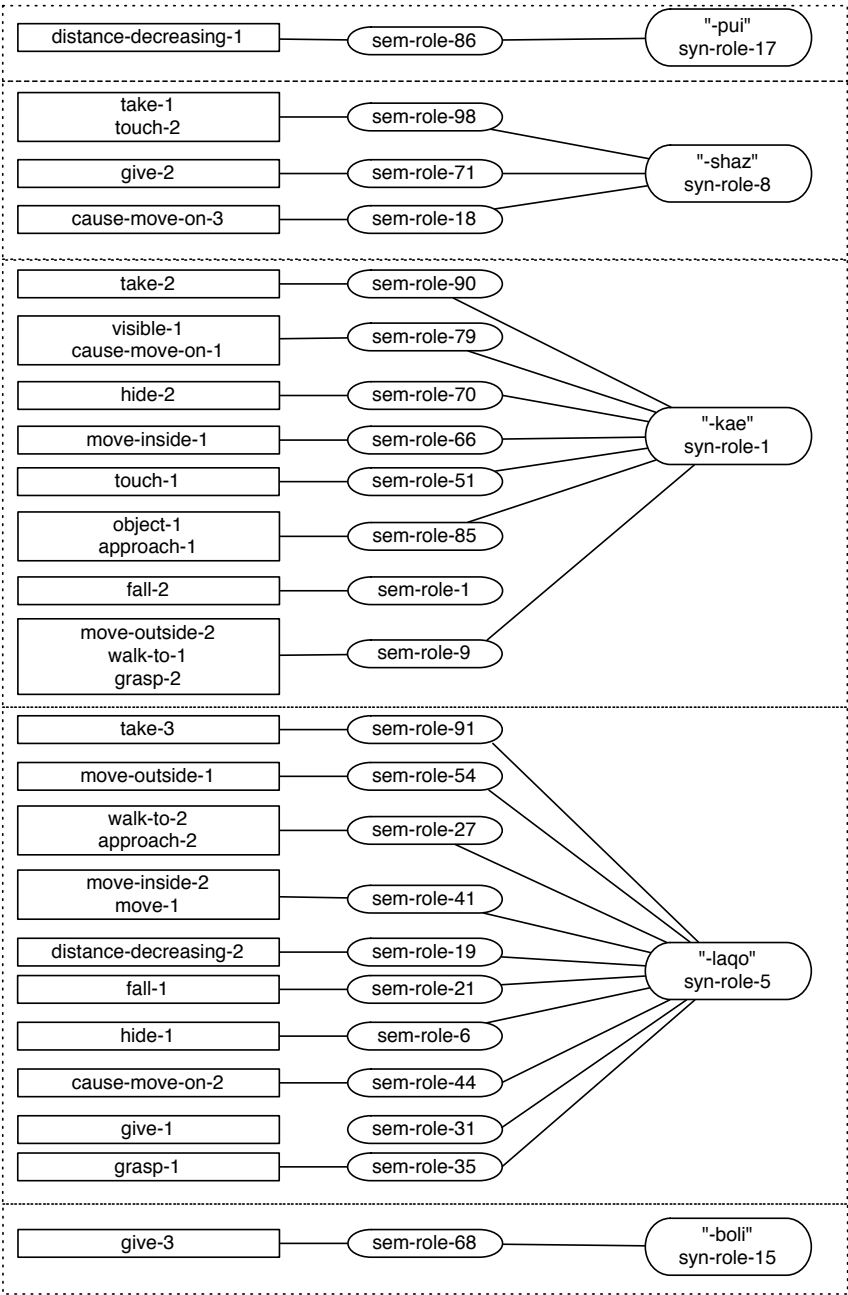 distance-decreasing-1
sem-role-86
"-pui"
syn-role-17
take-1
touch-2
sem-role-98
give-2
sem-role-71
cause-move-on-3
sem-role-18
"-shaz"
syn-role-8
take-2
sem-role-90
visible-1
cause-move-on-1
sem-role-79
hide-2
sem-role-70
move-inside-1
sem-role-66
touch-1
sem-role-51
object-1
approach-1
sem-role-85
fall-2
sem-role-1
move-outside-2
walk-to-1
grasp-2
sem-role-9
"-kae"
syn-role-1
take-3
sem-role-91
move-outside-1
sem-role-54
walk-to-2
approach-2
sem-role-27
move-inside-2
move-1
sem-role-41
distance-decreasing-2
sem-role-19
fall-1
sem-role-21
hide-1
sem-role-6
cause-move-on-2
sem-role-44
give-1
sem-role-31
grasp-1
sem-role-35
"-laqo"
syn-role-5
give-3
sem-role-68
"-boli"
syn-role-15